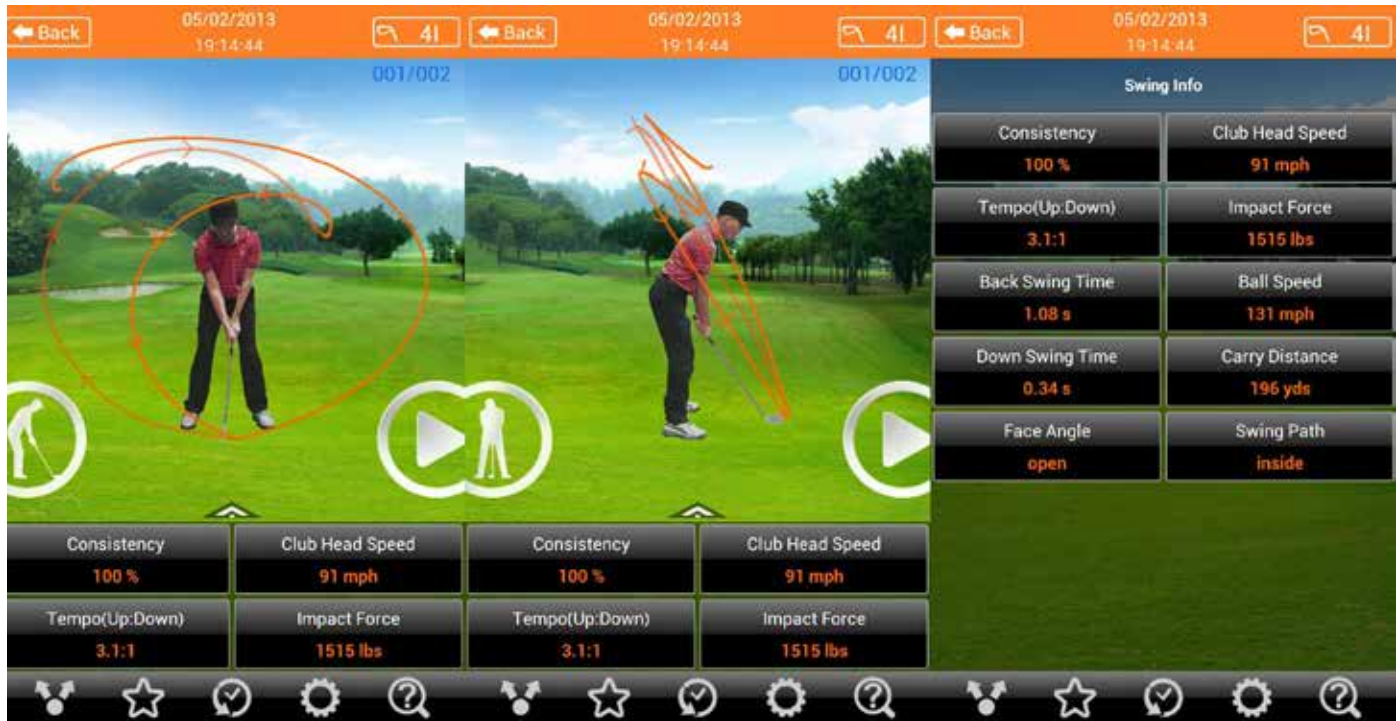 Back
05/02/2013
19:14:44
4I
001/002
Consistency
100 %
Club Head Speed
91 mph
Tempo(Up:Down)
3.1:1
Impact Force
1515 lbs
Back
05/02/2013
19:14:44
4I
001/002
Consistency
100 %
Club Head Speed
91 mph
Tempo(Up:Down)
3.1:1
Impact Force
1515 lbs
Back
05/02/2013
19:14:44
4I
Swing Info
Consistency
100 %
Club Head Speed
91 mph
Tempo(Up:Down)
3.1:1
Impact Force
1515 lbs
Back Swing Time
1.08 s
Ball Speed
131 mph
Down Swing Time
0.34 s
Carry Distance
196 yds
Face Angle
open
Swing Path
inside